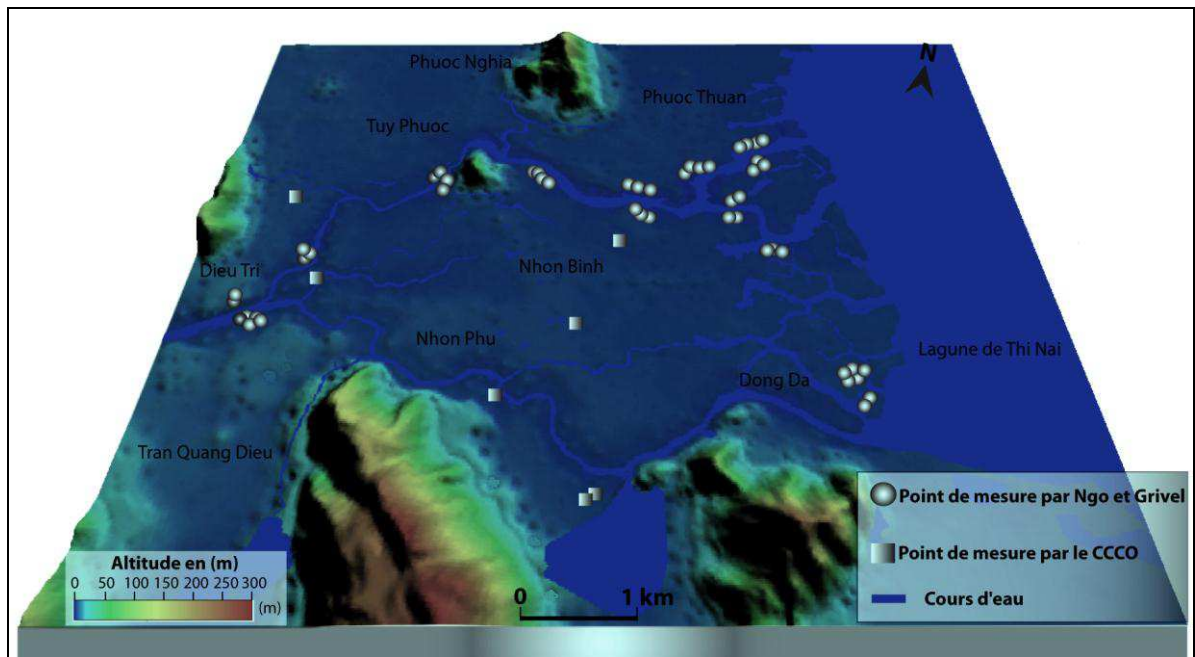 N
Phuoc Nghia
Phuoc Thuan
Tuy Phuoc
Dieu Tri
Nhon Binh
Nhon Phu
Lagune de Thi Nai
Dong Da
Tran Quang Dieu
Point de mesure par Ngo et Grivel
Point de mesure par le CCCO
Cours d'eau
Altitude en (m)
0 50 100 150 200 250 300
(m)
0 1 km